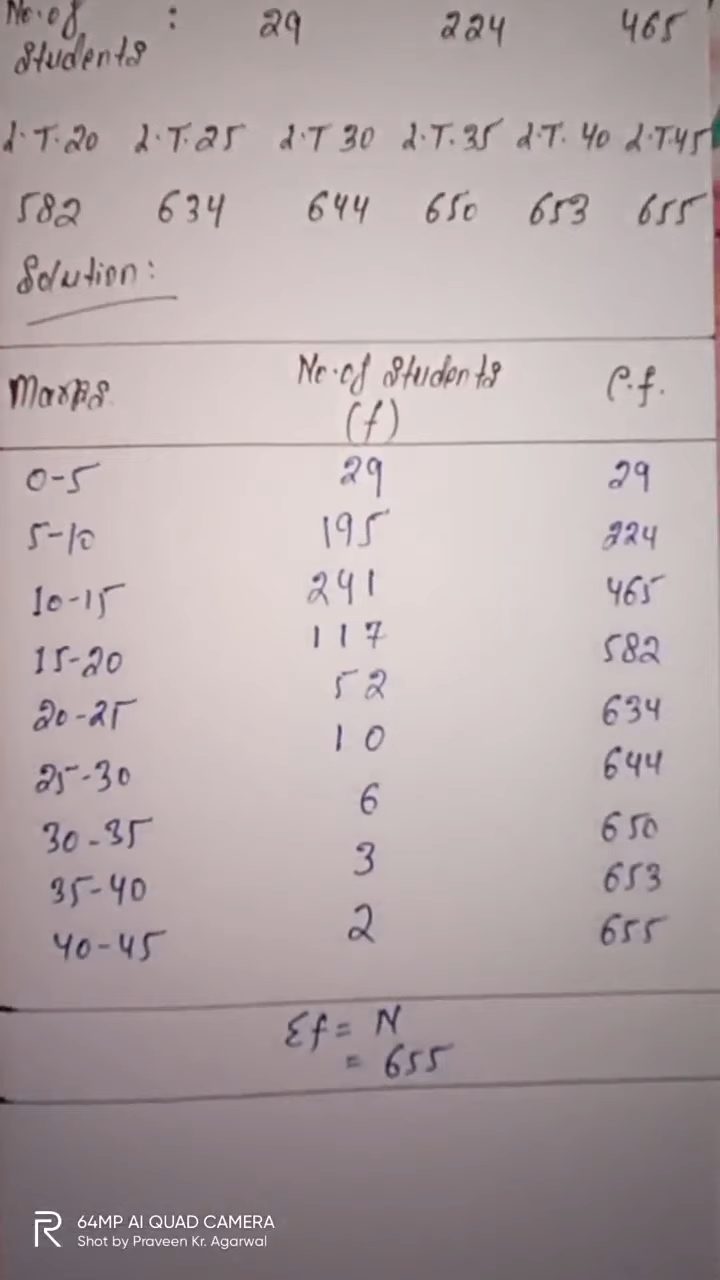 No. of : 29 224 465
Students
L.T. 20 L.T. 25 L.T 30 L.T. 35 L.T. 40 L.T. 45
582 634 644 650 653 655
Solution:
Marks. No. of Students C.f.
(f)
0-5 29 29
5-10 195 224
10-15 241 465
15-20 117 582
20-25 52 634
25-30 10 644
30-35 6 650
35-40 3 653
40-45 2 655
Σf = N
= 655
R 64MP AI QUAD CAMERA
Shot by Praveen Kr. Agarwal